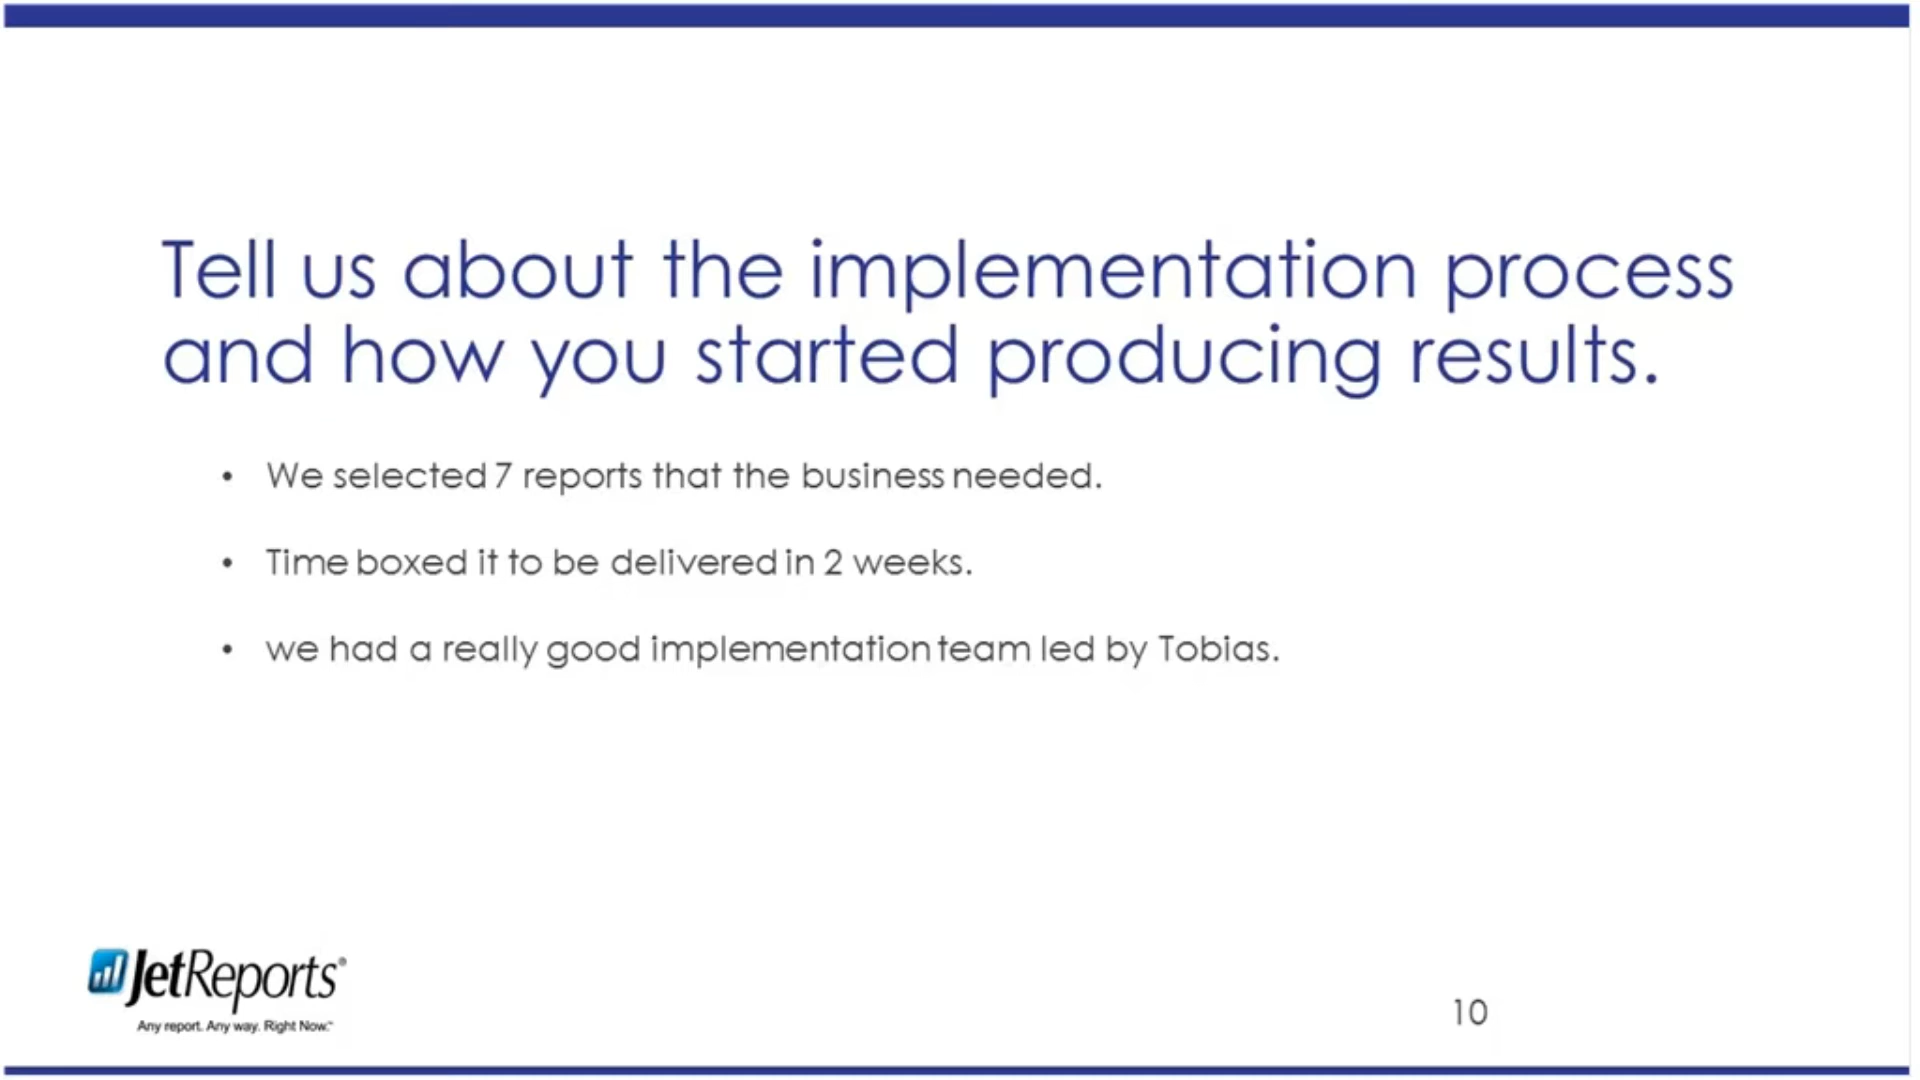 Tell us about the implementation process
and how you started producing results.
• We selected 7 reports that the business needed.
• Time boxed it to be delivered in 2 weeks.
• we had a really good implementation team led by Tobias.
JetReports®
Any report. Any way. Right Now.™
10